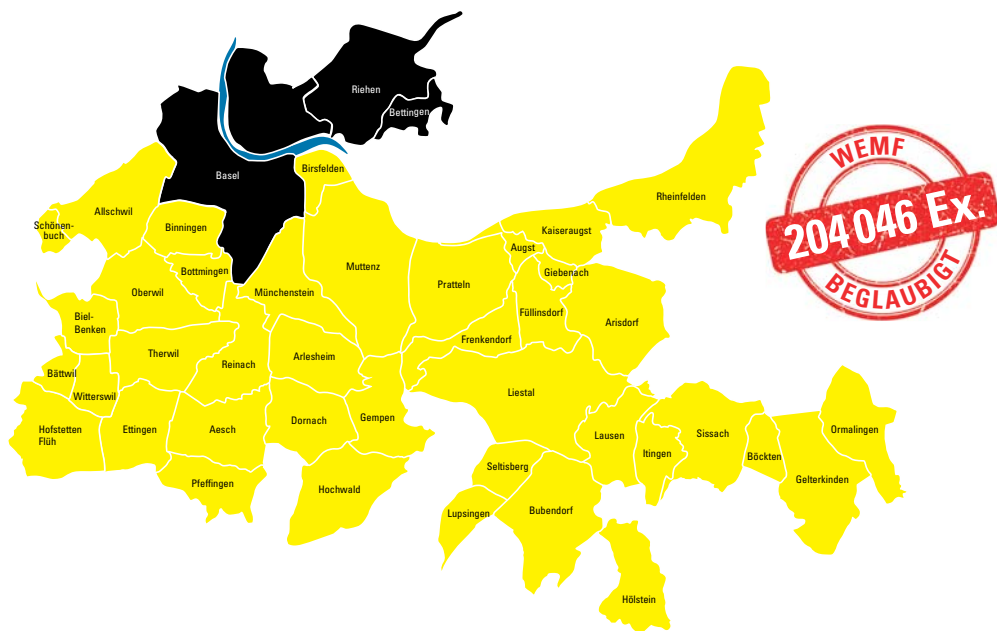 Riehen
Bettingen
Basel
Birsfelden
Rheinfelden
WEMF
204 046 Ex.
BEGLAUBIGT
Allschwil
Schönen-
buch
Binningen
Kaiseraugst
Augst
Giebenach
Muttenz
Bottmingen
Oberwil
Münchenstein
Pratteln
Füllinsdorf
Arisdorf
Biel-
Benken
Frenkendorf
Therwil
Reinach
Arlesheim
Bättwil
Witterswil
Liestal
Hofstetten
Flüh
Ettingen
Aesch
Dornach
Gempen
Lausen
Itingen
Sissach
Böckten
Ormalingen
Gelterkinden
Pfeffingen
Hochwald
Seltisberg
Lupsingen
Bubendorf
Hölstein